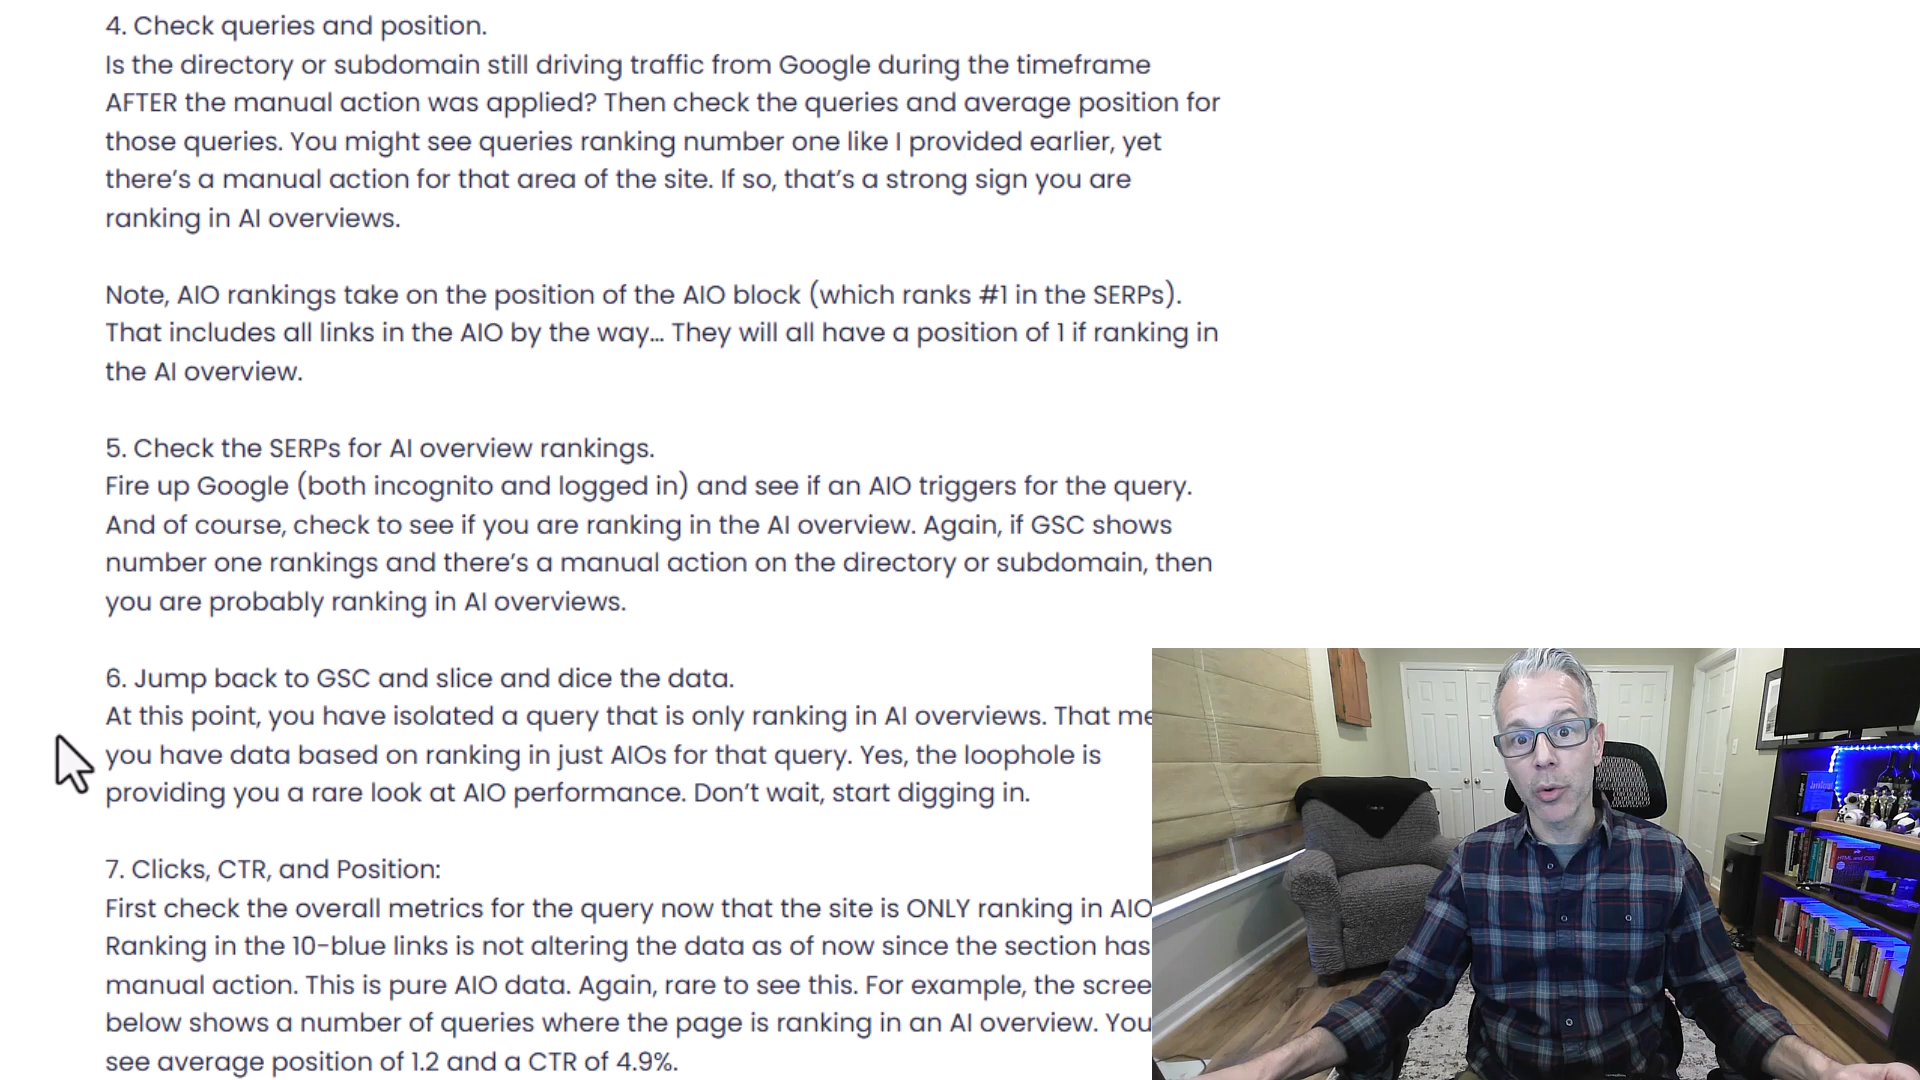 4. Check queries and position.
Is the directory or subdomain still driving traffic from Google during the timeframe
AFTER the manual action was applied? Then check the queries and average position for
those queries. You might see queries ranking number one like I provided earlier, yet
there's a manual action for that area of the site. If so, that's a strong sign you are
ranking in AI overviews.
Note, AIO rankings take on the position of the AIO block (which ranks #1 in the SERPs).
That includes all links in the AIO by the way… They will all have a position of 1 if ranking in
the AI overview.
5. Check the SERPs for AI overview rankings.
Fire up Google (both incognito and logged in) and see if an AIO triggers for the query.
And of course, check to see if you are ranking in the AI overview. Again, if GSC shows
number one rankings and there's a manual action on the directory or subdomain, then
you are probably ranking in AI overviews.
6. Jump back to GSC and slice and dice the data.
At this point, you have isolated a query that is only ranking in AI overviews. That me
you have data based on ranking in just AIOs for that query. Yes, the loophole is
providing you a rare look at AIO performance. Don't wait, start digging in.
7. Clicks, CTR, and Position:
First check the overall metrics for the query now that the site is ONLY ranking in AIO
Ranking in the 10-blue links is not altering the data as of now since the section has
manual action. This is pure AIO data. Again, rare to see this. For example, the scree
below shows a number of queries where the page is ranking in an AI overview. You
see average position of 1.2 and a CTR of 4.9%.
JavaScript
HTML and CSS